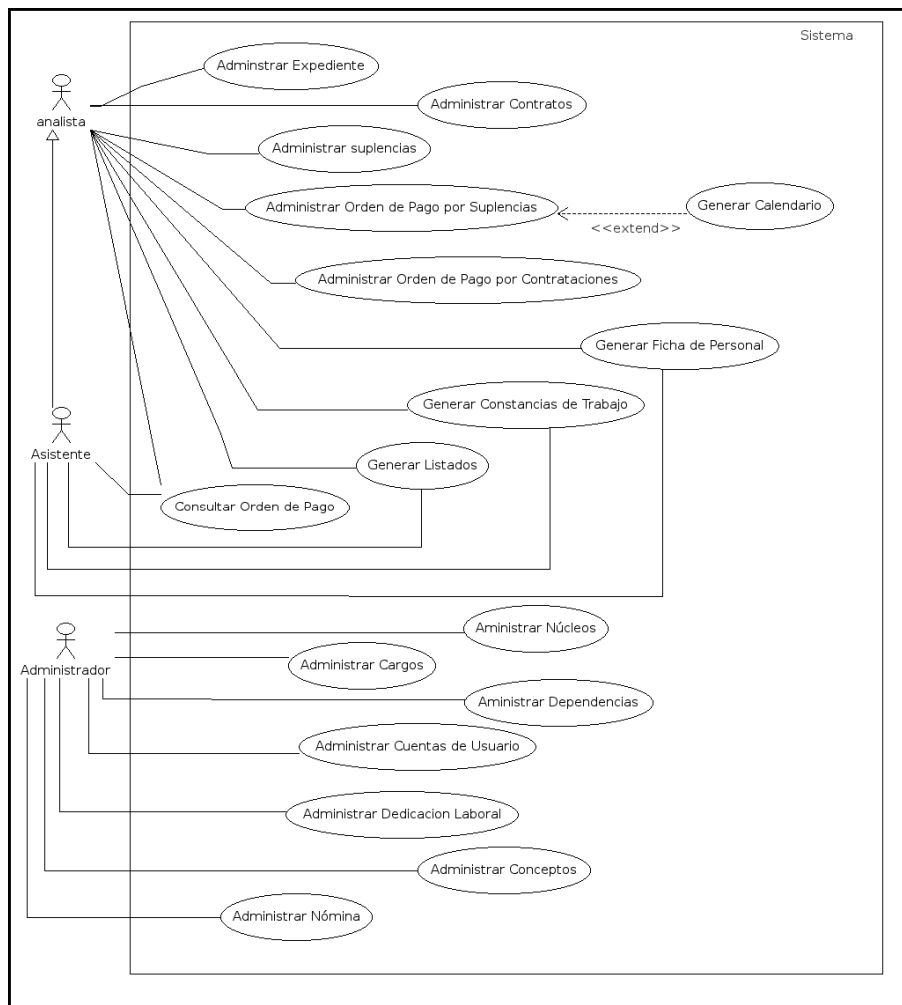 Sistema
Adminstrar Expediente
analista
Administrar Contratos
Administrar suplencias
Administrar Orden de Pago por Suplencias
Generar Calendario
<<extend>>
Administrar Orden de Pago por Contrataciones
Generar Ficha de Personal
Generar Constancias de Trabajo
Asistente
Generar Listados
Consultar Orden de Pago
Aministrar Núcleos
Administrador
Administrar Cargos
Aministrar Dependencias
Administrar Cuentas de Usuario
Administrar Dedicacion Laboral
Administrar Conceptos
Administrar Nómina